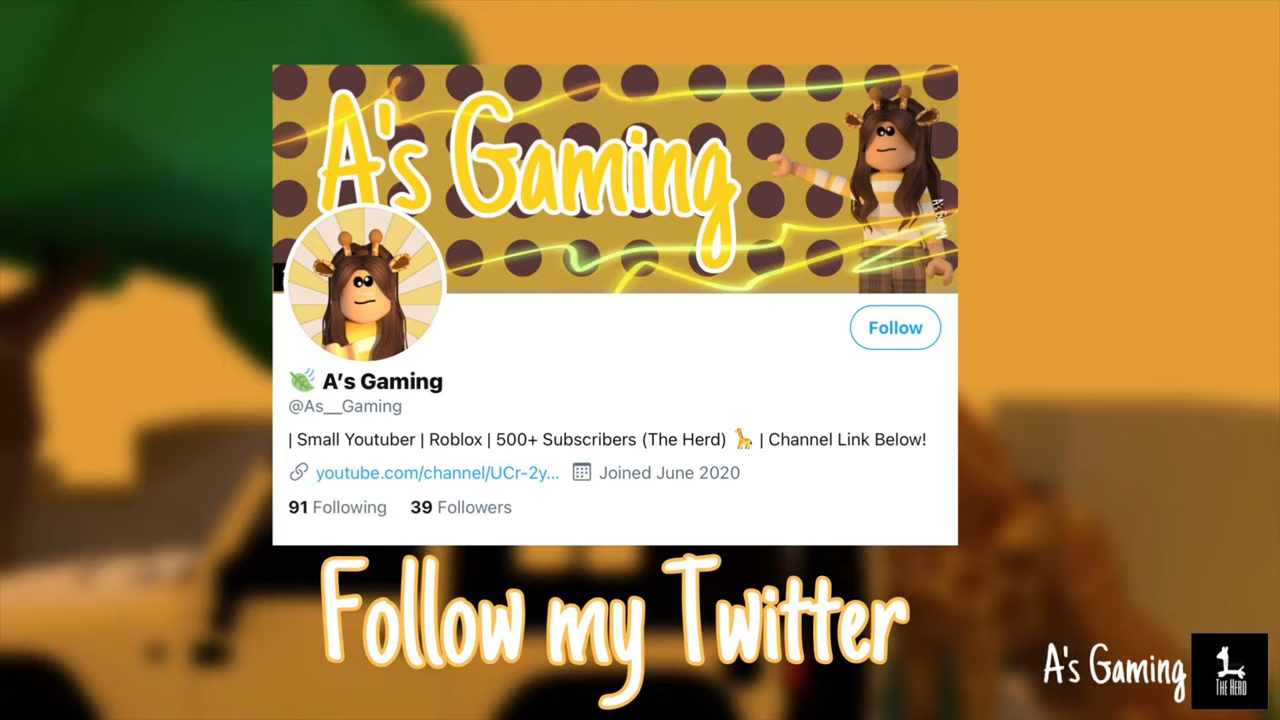 A's Gaming
A's Gaming
Follow
🍃 A’s Gaming
@As__Gaming
| Small Youtuber | Roblox | 500+ Subscribers (The Herd) 🦒 | Channel Link Below!
youtube.com/channel/UCr-2y... Joined June 2020
91 Following 39 Followers
Follow my Twitter
A's Gaming
THE HERD